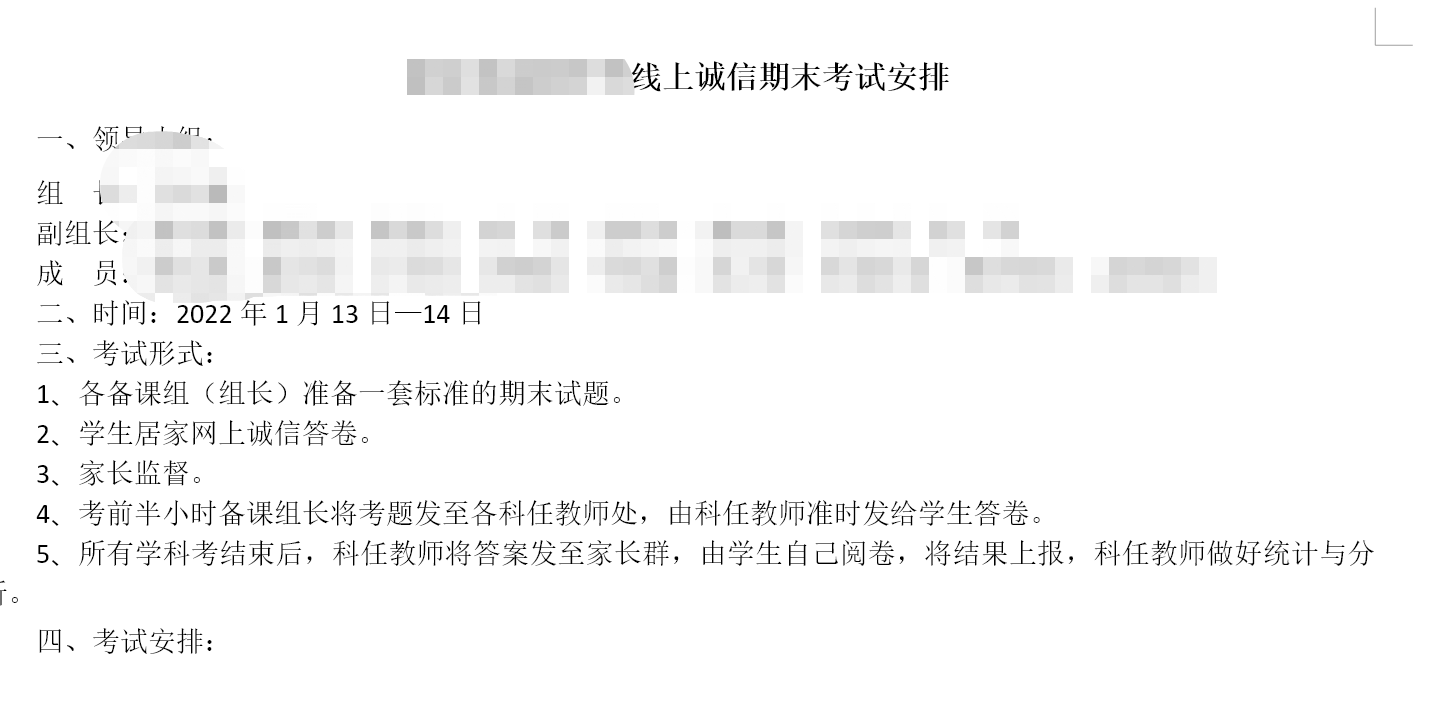 线上诚信期末考试安排
一、领
组
副组长:
成 员:
二、时间：2022 年 1 月 13 日—14 日
三、考试形式：
1、各备课组（组长）准备一套标准的期末试题。
2、学生居家网上诚信答卷。
3、家长监督。
4、考前半小时备课组长将考题发至各科任教师处，由科任教师准时发给学生答卷。
5、所有学科考结束后，科任教师将答案发至家长群，由学生自己阅卷，将结果上报，科任教师做好统计与分
。
四、考试安排：